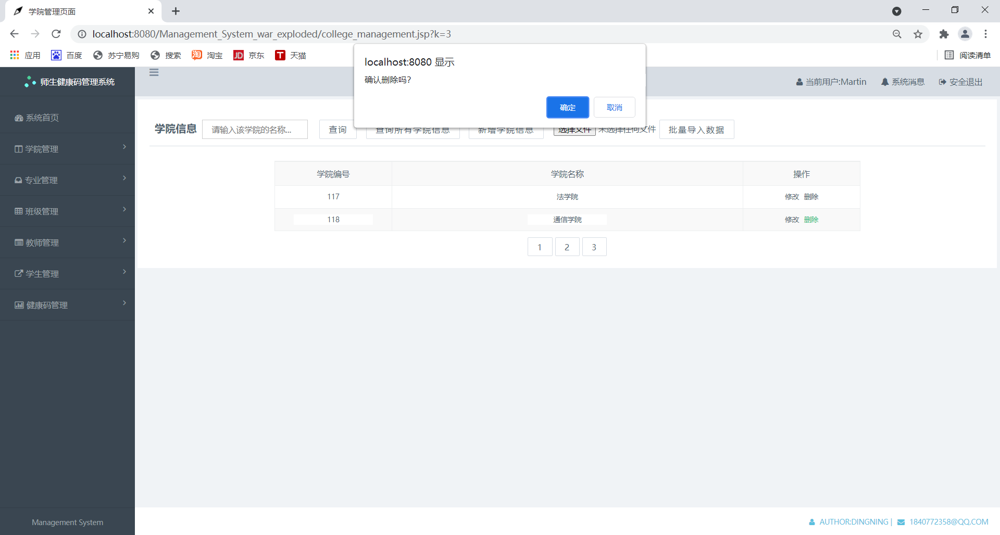 学院管理页面
localhost:8080/Management_System_war_exploded/college_management.jsp?k=3
应用 百度 苏宁易购 搜索 淘宝 京东 天猫 阅读清单
localhost:8080 显示
确认删除吗?
确定 取消
师生健康码管理系统
当前用户:Martin 系统消息 安全退出
系统首页
学院管理
专业管理
班级管理
教师管理
学生管理
健康码管理
学院信息 请输入该学院的名称... 查询 查询所有学院信息 新增学院信息 选择文件 未选择任何文件 批量导入数据
学院编号 学院名称 操作
117 法学院 修改 删除
118 通信学院 修改 删除
1 2 3
Management System
AUTHOR:DINGNING | 1840772358@QQ.COM